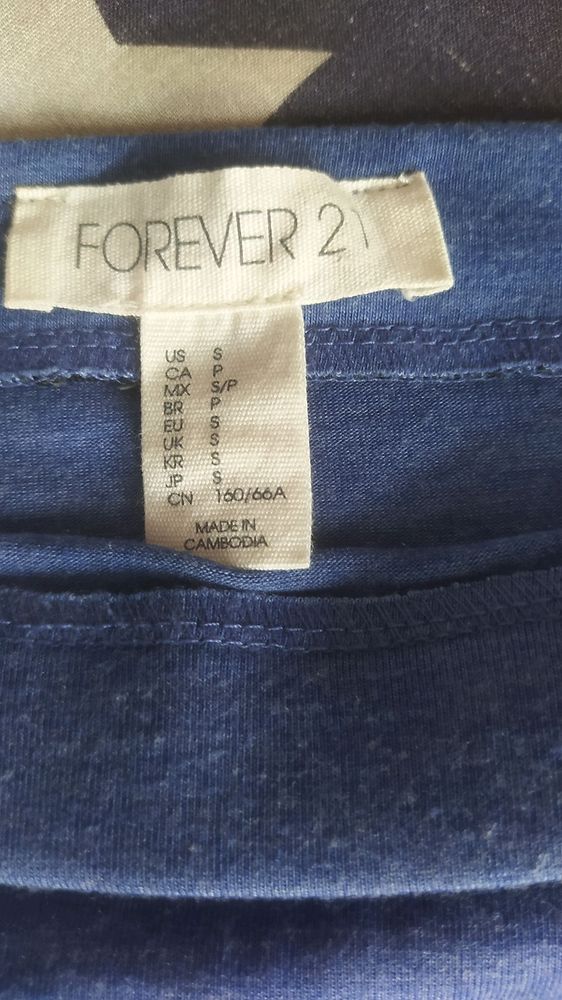 FOREVER 21
US S
CA P
MX S/P
BR P
EU S
UK S
KR S
JP S
CN 160/66A
MADE IN
CAMBODIA